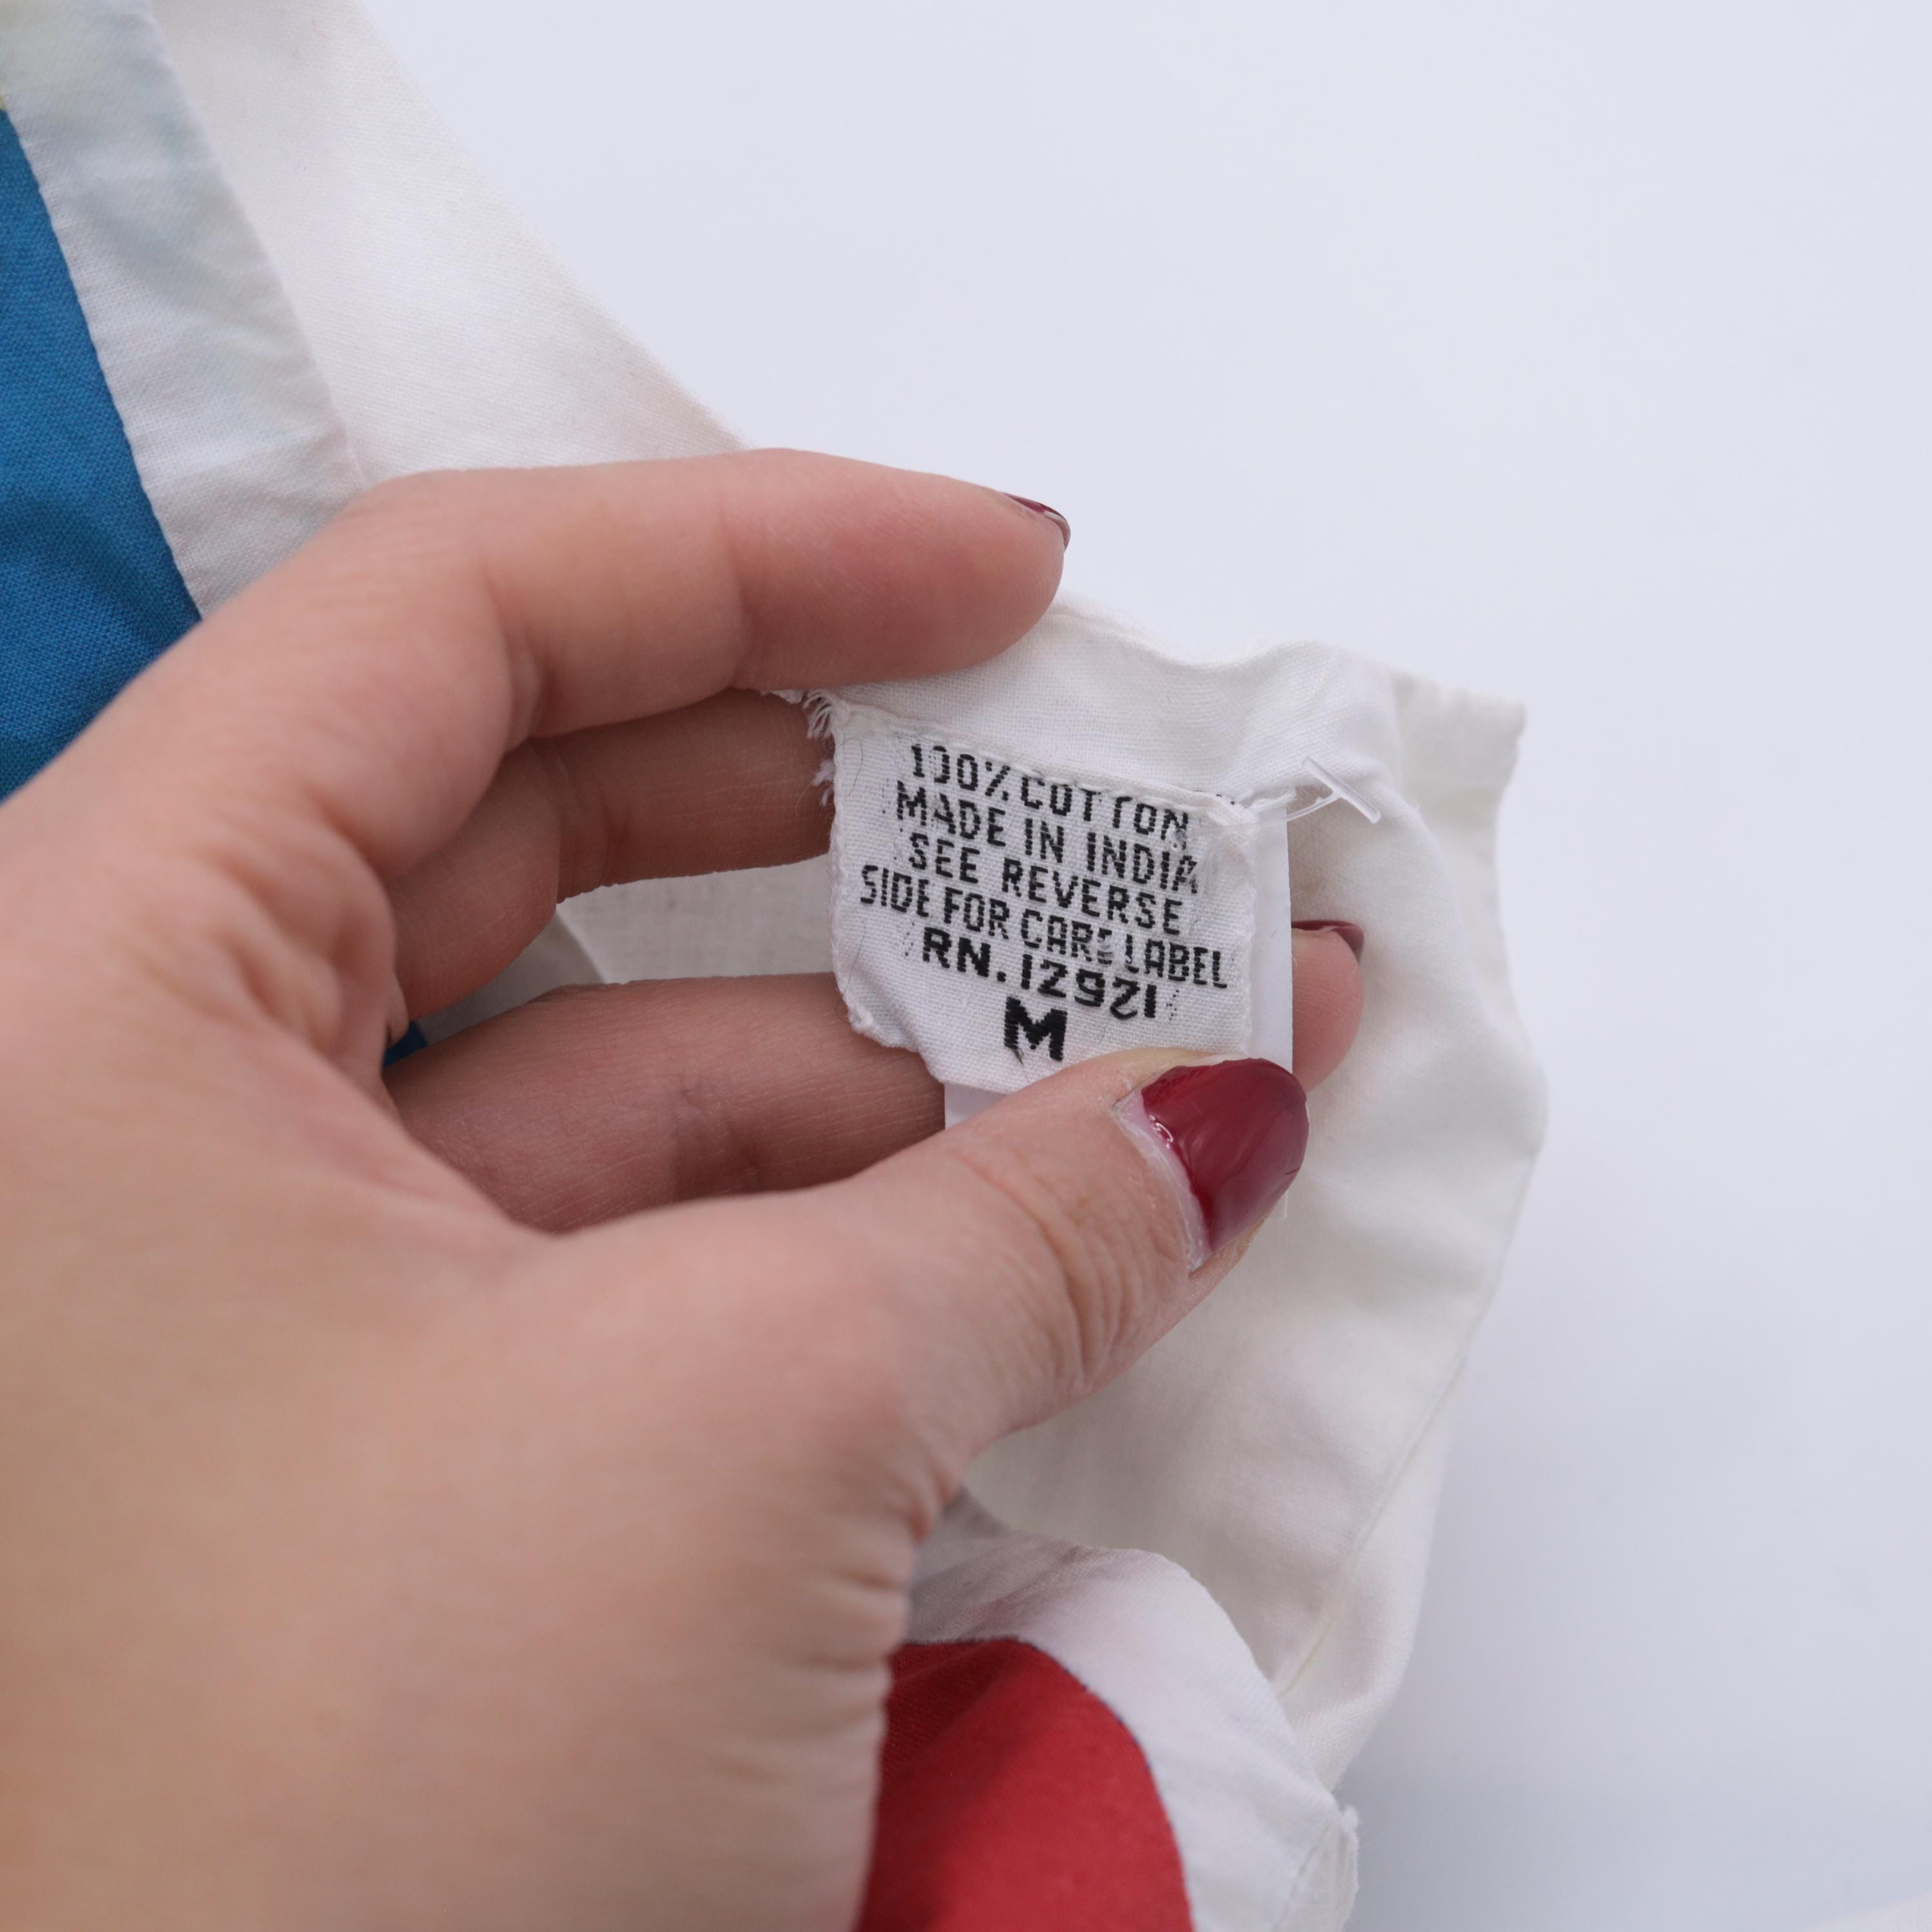 100% COTTON
MADE IN INDIA
SEE REVERSE
SIDE FOR CARE LABEL
RN. 12921
M